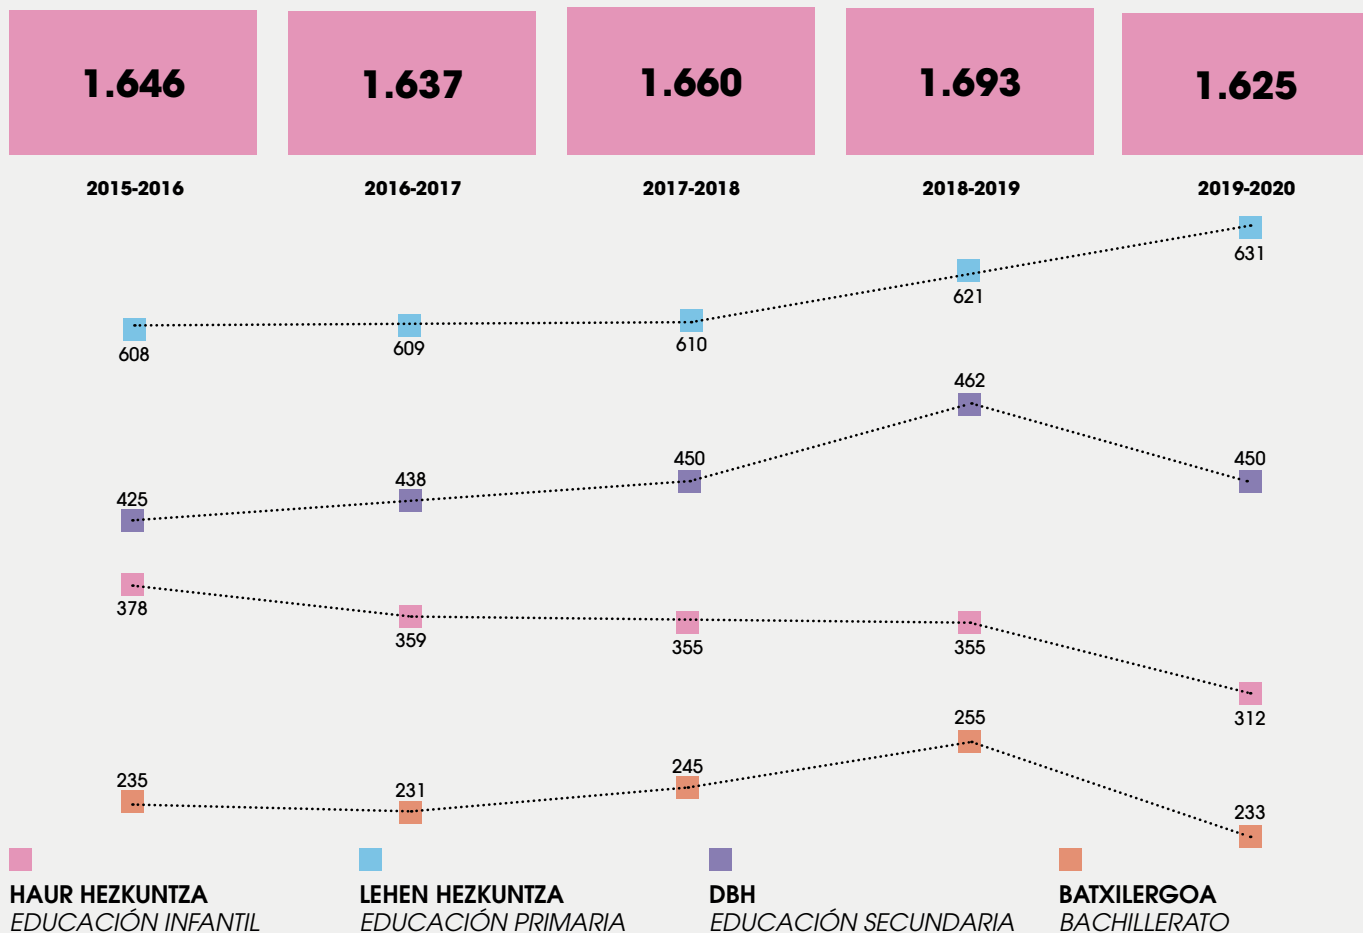 1.646 1.637 1.660 1.693 1.625
2015-2016 2016-2017 2017-2018 2018-2019 2019-2020
608 609 610 621 631
425 438 450 462 450
378 359 355 355 312
235 231 245 255 233
HAUR HEZKUNTZA
EDUCACIÓN INFANTIL
LEHEN HEZKUNTZA
EDUCACIÓN PRIMARIA
DBH
EDUCACIÓN SECUNDARIA
BATXILERGOA
BACHILLERATO